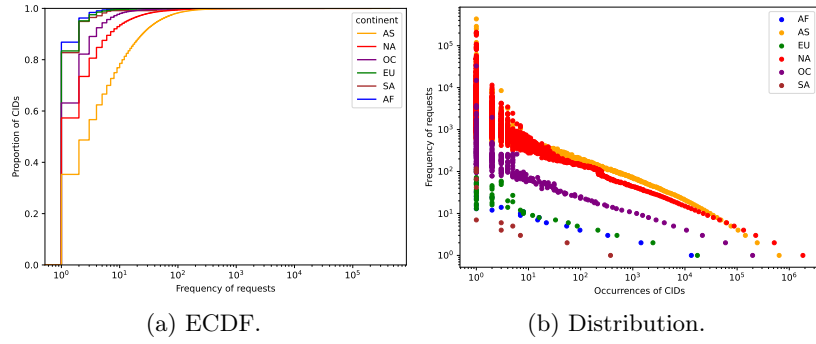 continent
AS
NA
OC
EU
SA
AF
Proportion of CIDs
1.0
0.8
0.6
0.4
0.2
0.0
10^0 10^1 10^2 10^3 10^4 10^5
Frequency of requests
(a) ECDF.
AF
AS
EU
NA
OC
SA
Frequency of requests
10^5
10^4
10^3
10^2
10^1
10^0
10^0 10^1 10^2 10^3 10^4 10^5 10^6
Occurrences of CIDs
(b) Distribution.